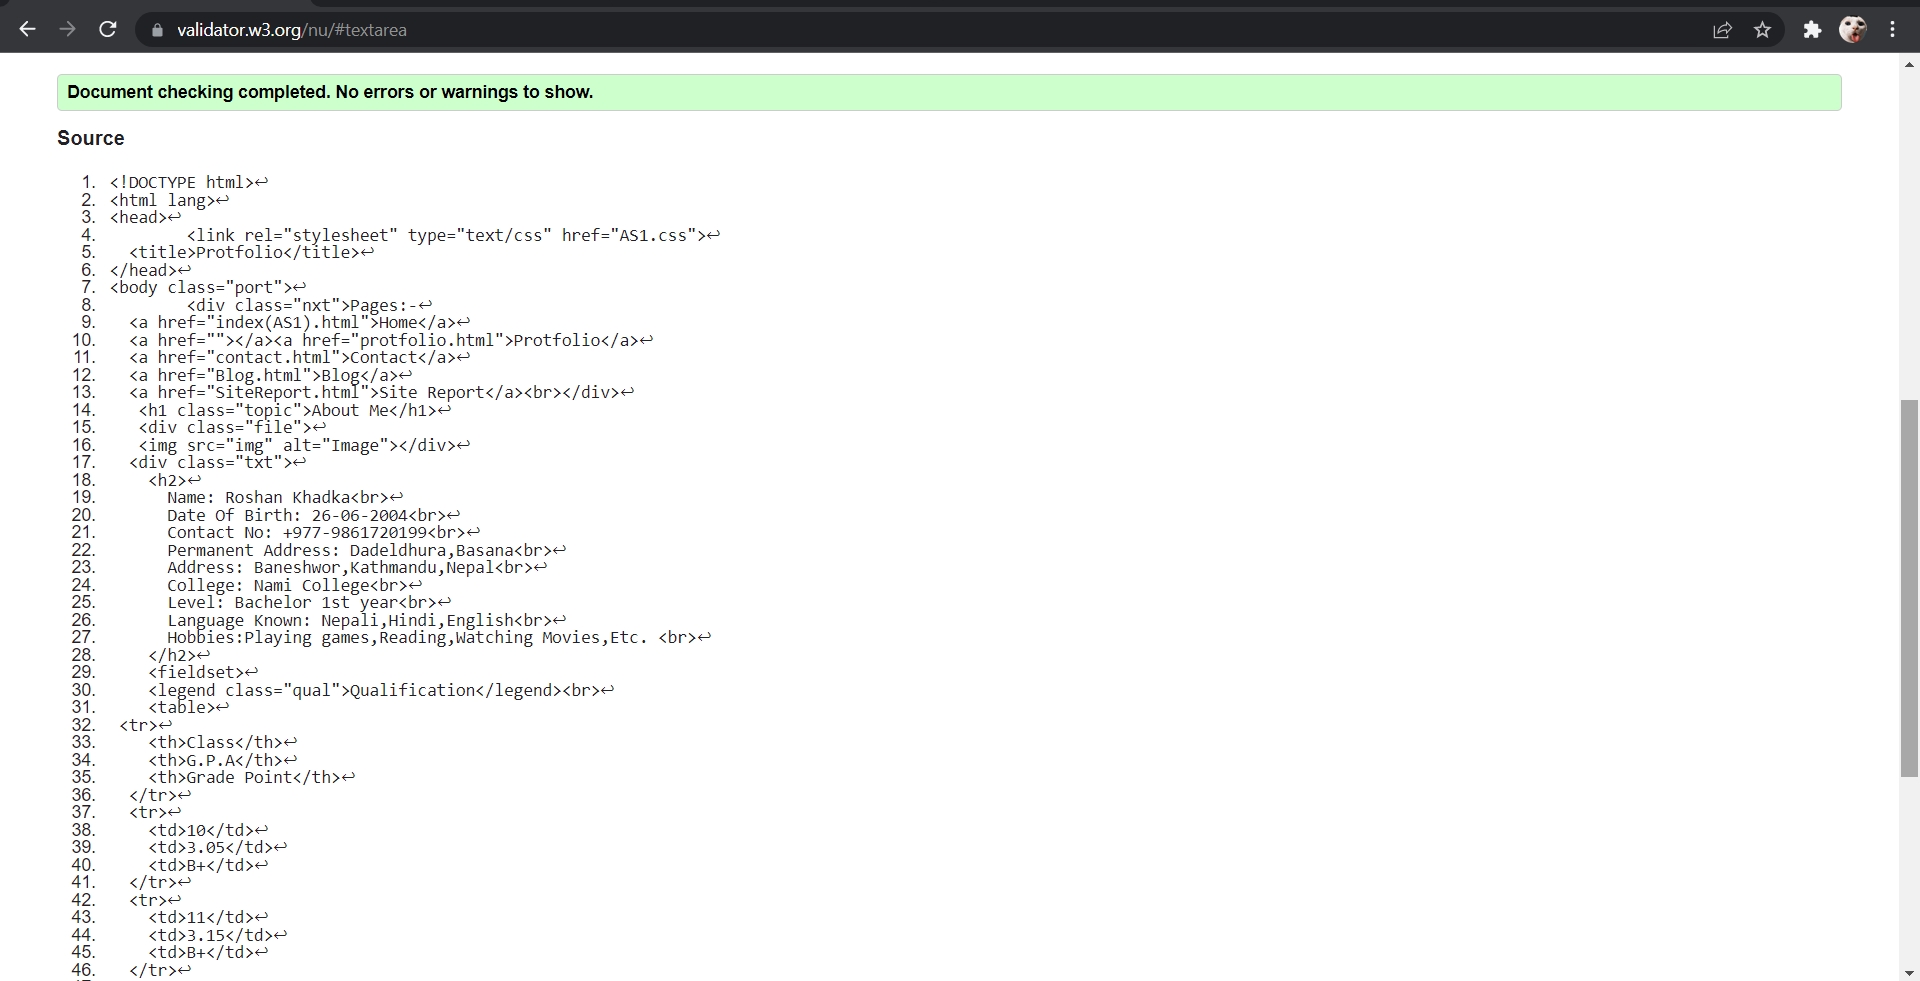 validator.w3.org/nu/#textarea
Document checking completed. No errors or warnings to show.
Source
1. <!DOCTYPE html>↩
2. <html lang>↩
3. <head>↩
4. <link rel="stylesheet" type="text/css" href="AS1.css">↩
5. <title>Protfolio</title>↩
6. </head>↩
7. <body class="port">↩
8. <div class="nxt">Pages:-↩
9. <a href="index(AS1).html">Home</a>↩
10. <a href=""></a><a href="protfolio.html">Protfolio</a>↩
11. <a href="contact.html">Contact</a>↩
12. <a href="Blog.html">Blog</a>↩
13. <a href="SiteReport.html">Site Report</a><br></div>↩
14. <h1 class="topic">About Me</h1>↩
15. <div class="file">↩
16. <img src="img" alt="Image"></div>↩
17. <div class="txt">↩
18. <h2>↩
19. Name: Roshan Khadka<br>↩
20. Date Of Birth: 26-06-2004<br>↩
21. Contact No: +977-9861720199<br>↩
22. Permanent Address: Dadeldhura,Basana<br>↩
23. Address: Baneshwor,Kathmandu,Nepal<br>↩
24. College: Nami College<br>↩
25. Level: Bachelor 1st year<br>↩
26. Language Known: Nepali,Hindi,English<br>↩
27. Hobbies:Playing games,Reading,Watching Movies,Etc. <br>↩
28. </h2>↩
29. <fieldset>↩
30. <legend class="qual">Qualification</legend><br>↩
31. <table>↩
32. <tr>↩
33. <th>Class</th>↩
34. <th>G.P.A</th>↩
35. <th>Grade Point</th>↩
36. </tr>↩
37. <tr>↩
38. <td>10</td>↩
39. <td>3.05</td>↩
40. <td>B+</td>↩
41. </tr>↩
42. <tr>↩
43. <td>11</td>↩
44. <td>3.15</td>↩
45. <td>B+</td>↩
46. </tr>↩